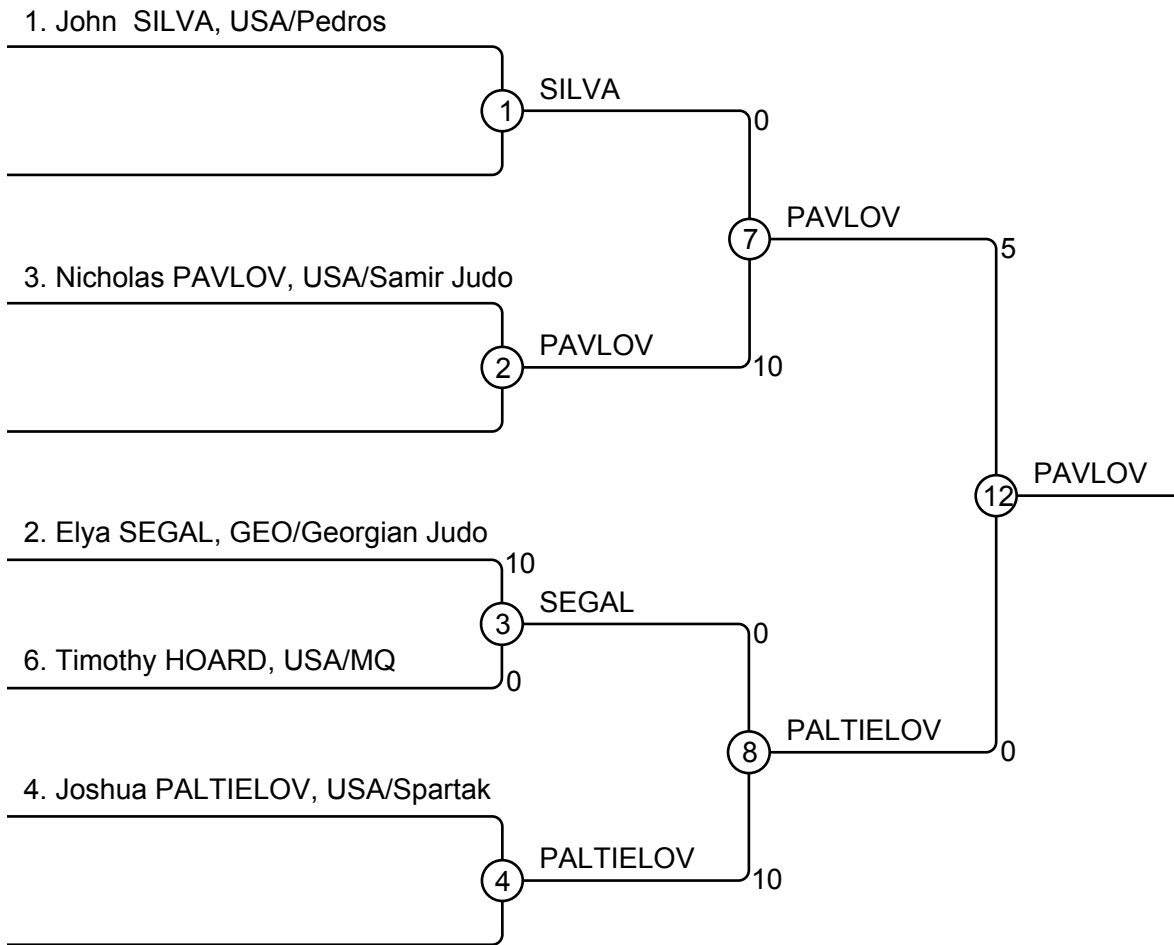 1. John  SILVA, USA/Pedros
SILVA
1
0
PAVLOV
7
5
3. Nicholas PAVLOV, USA/Samir Judo
PAVLOV
2
10
PAVLOV
12
2. Elya SEGAL, GEO/Georgian Judo
10
SEGAL
3
0
6. Timothy HOARD, USA/MQ
0
PALTIELOV
8
0
4. Joshua PALTIELOV, USA/Spartak
PALTIELOV
4
10